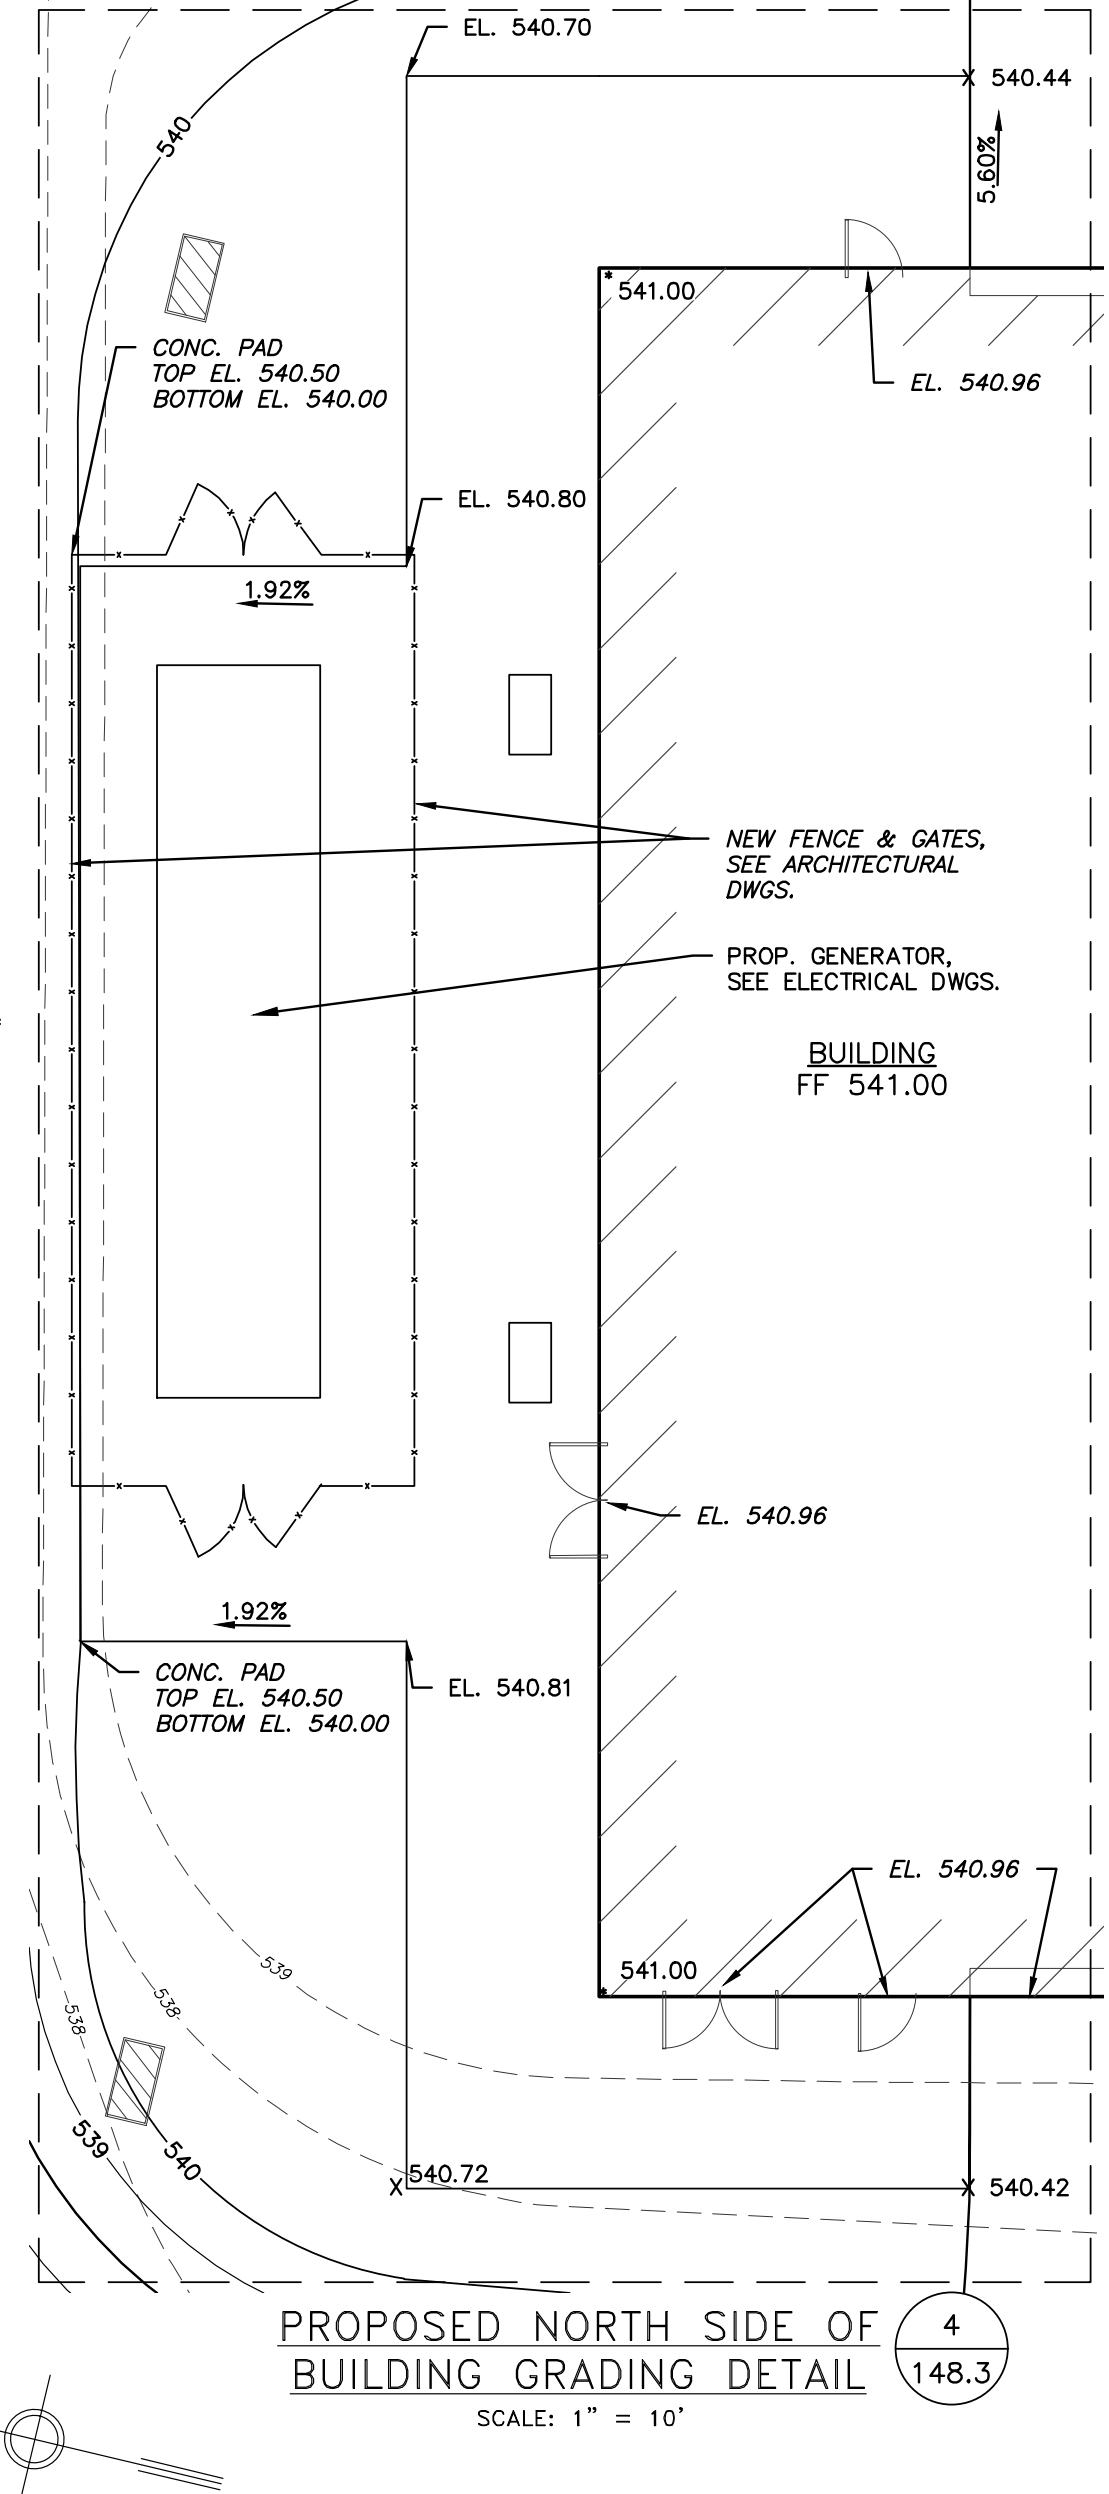 EL. 540.70
540.44
540
5.60%
541.00
CONC. PAD
TOP EL. 540.50
BOTTOM EL. 540.00
EL. 540.96
EL. 540.80
1.92%
NEW FENCE & GATES,
SEE ARCHITECTURAL
DWGS.
PROP. GENERATOR,
SEE ELECTRICAL DWGS.
BUILDING
FF 541.00
EL. 540.96
1.92%
CONC. PAD
TOP EL. 540.50
BOTTOM EL. 540.00
EL. 540.81
EL. 540.96
539
541.00
538
538
539
540
540.72
540.42
PROPOSED NORTH SIDE OF
BUILDING GRADING DETAIL
4
148.3
SCALE: 1" = 10'